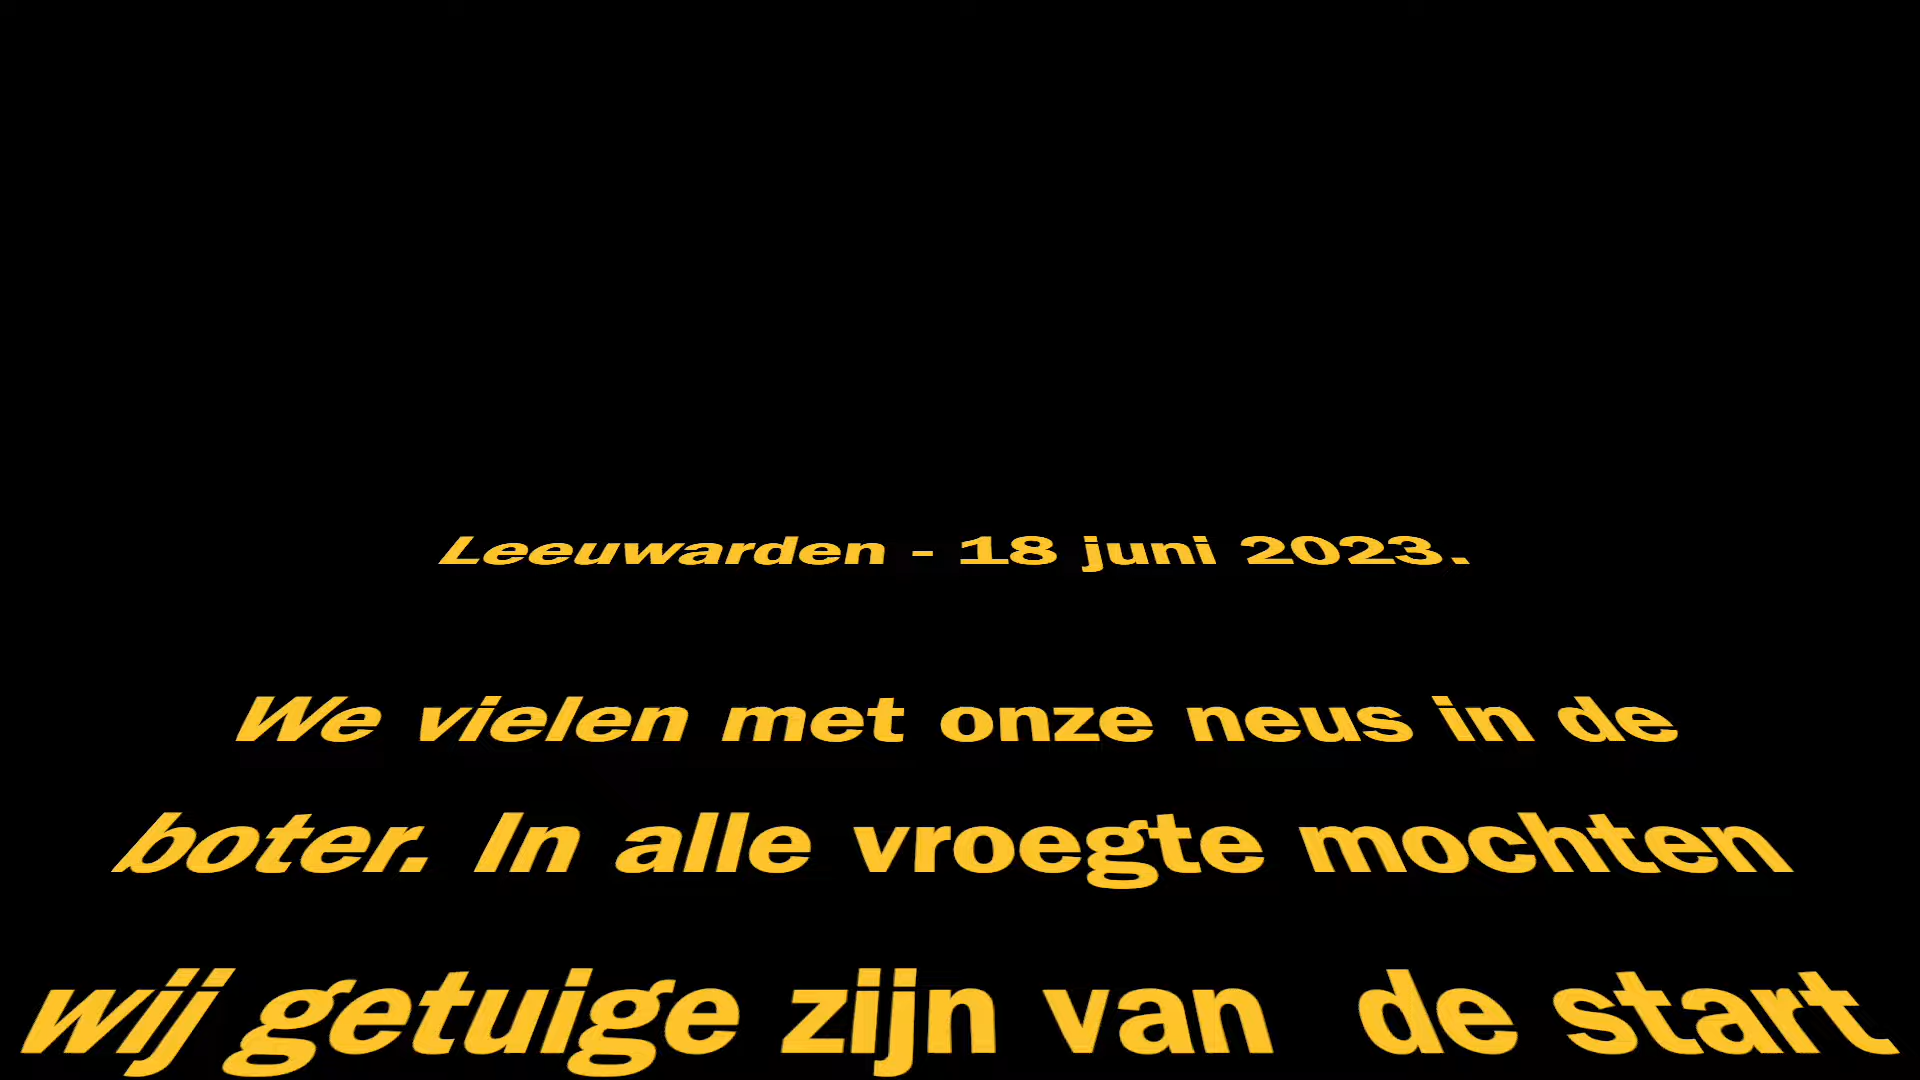 Leeuwarden - 18 juni 2023.
We vielen met onze neus in de
boter. In alle vroegte mochten
wij getuige zijn van  de start